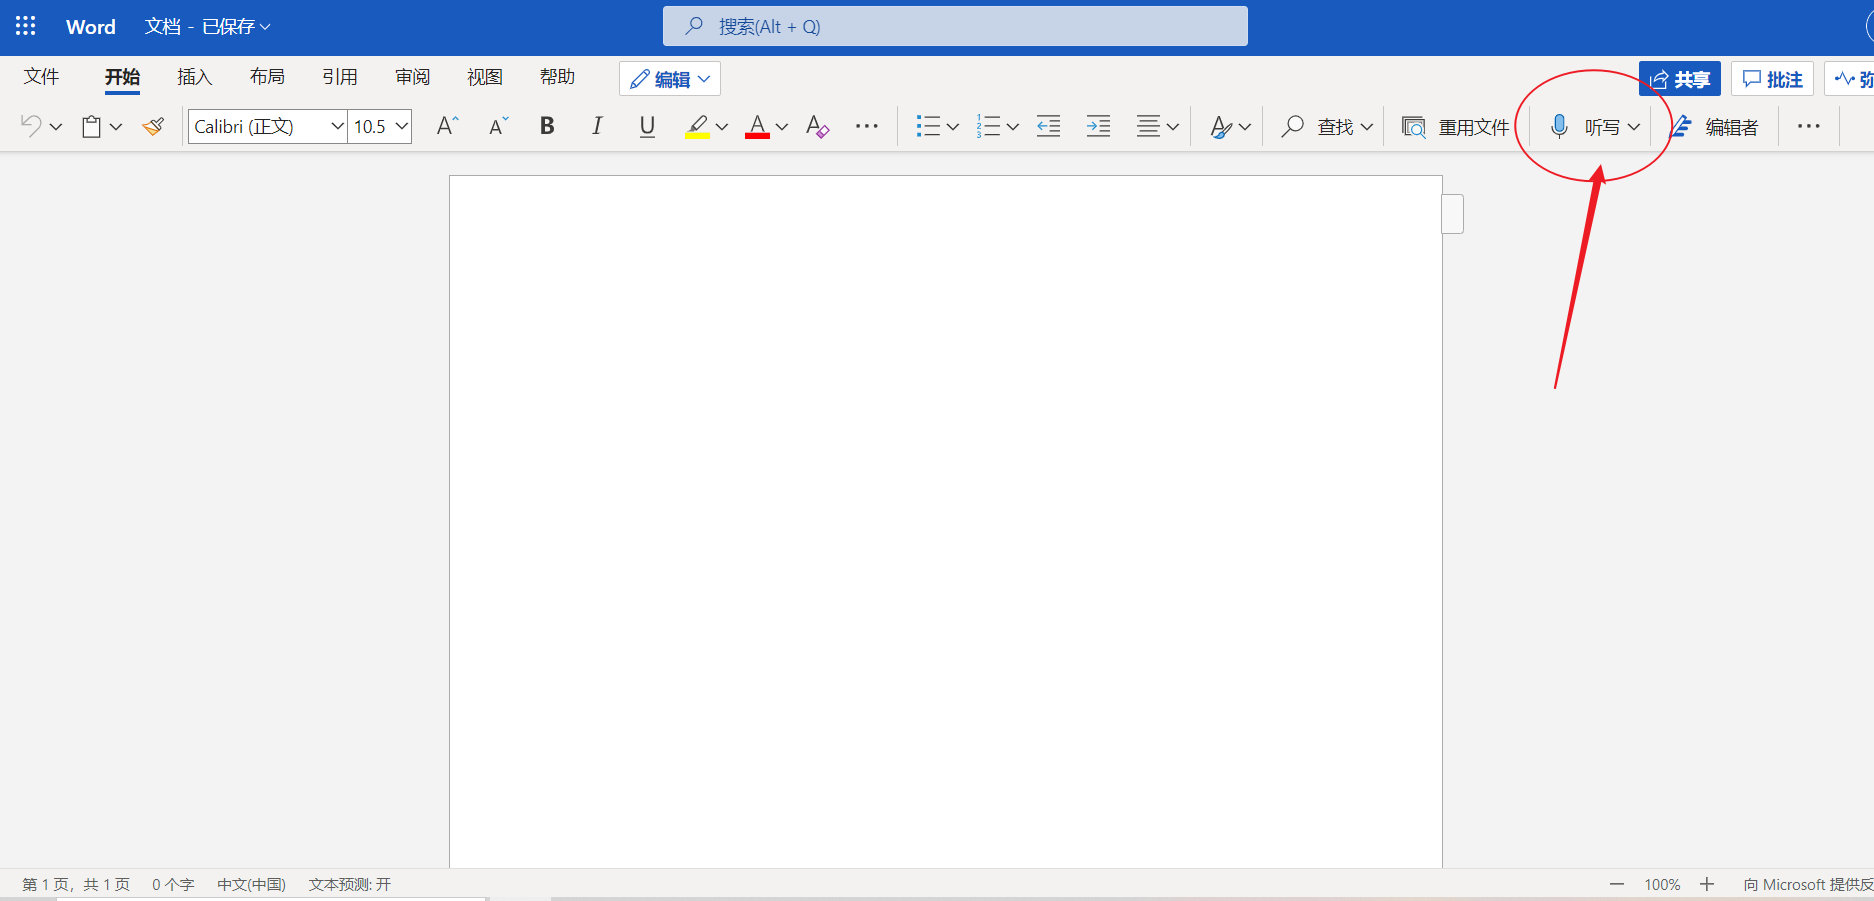 Word 文档 - 已保存
搜索(Alt + Q)
文件 开始 插入 布局 引用 审阅 视图 帮助 编辑 共享 批注
Calibri (正文) 10.5 A A B I U A A 查找 重用文件 听写 编辑者
第 1 页，共 1 页 0 个字 中文(中国) 文本预测: 开 100% 向 Microsoft 提供反